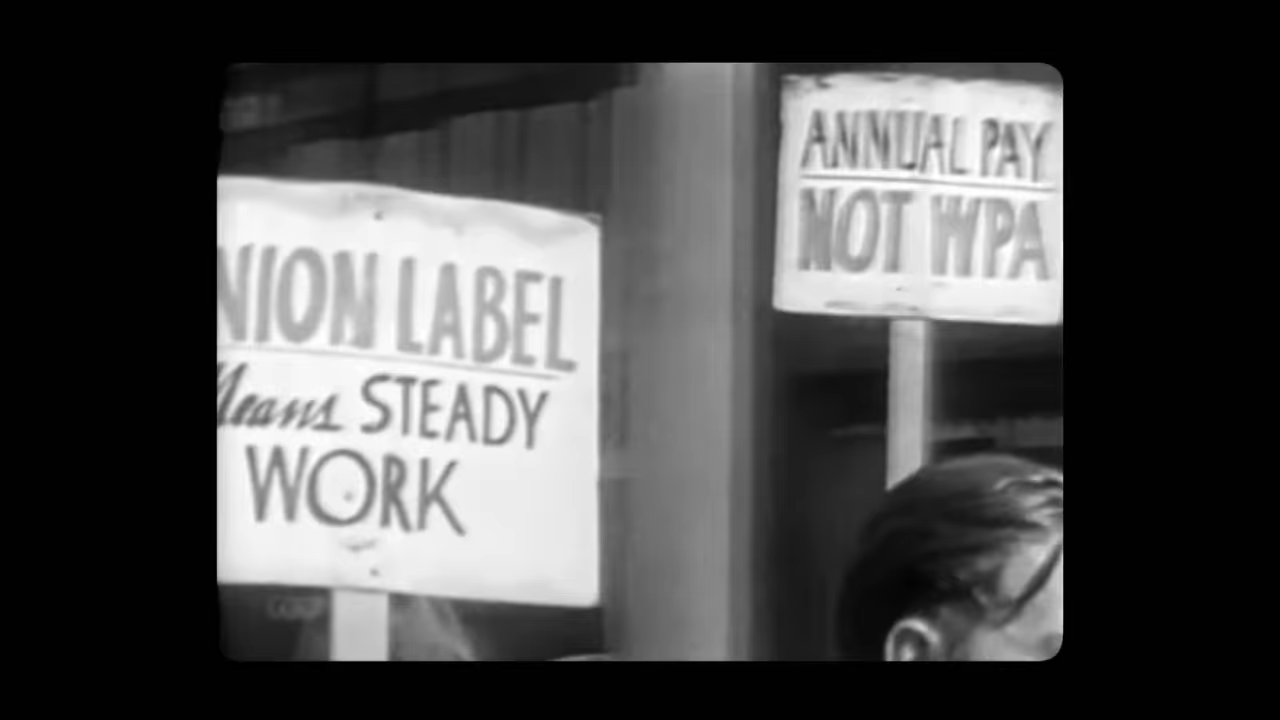 NION LABEL
Means STEADY
WORK
ANNUAL PAY
NOT WPA